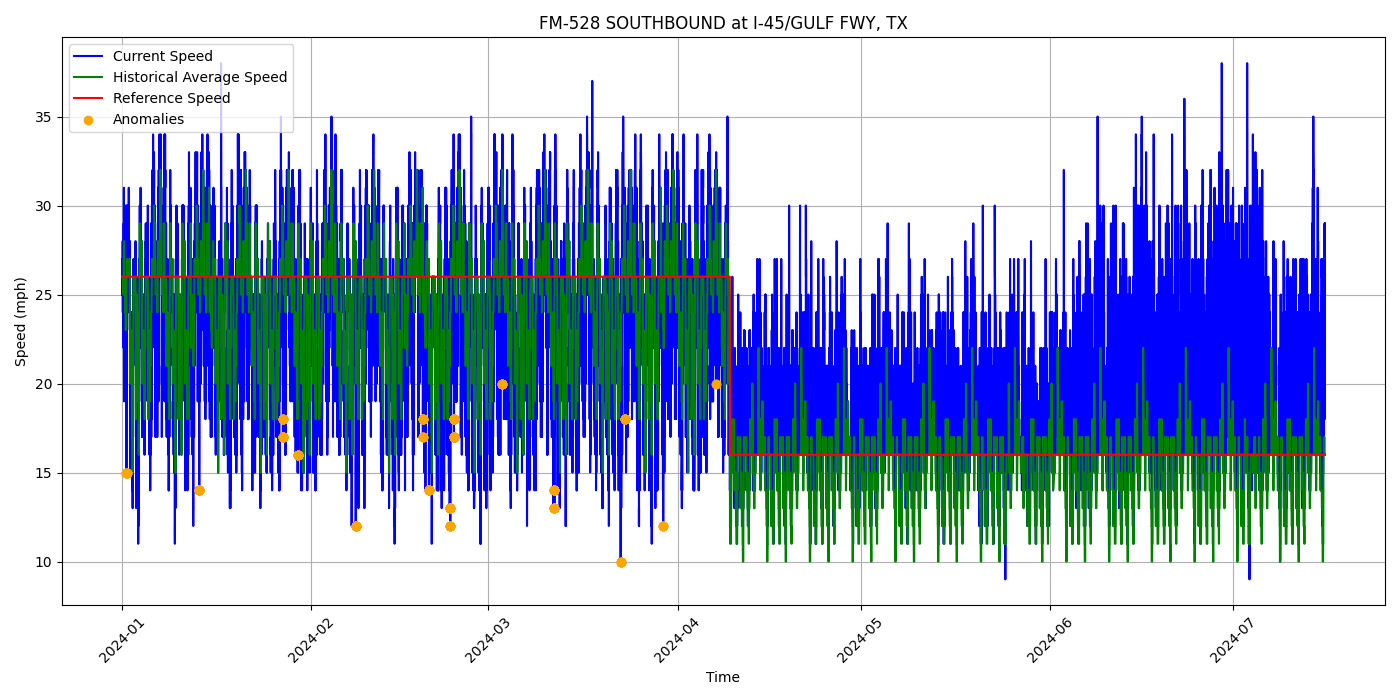 FM-528 SOUTHBOUND at I-45/GULF FWY, TX
Current Speed
Historical Average Speed
Reference Speed
Anomalies
Speed (mph)
35
30
25
20
15
10
2024-01
2024-02
2024-03
2024-04
2024-05
2024-06
2024-07
Time